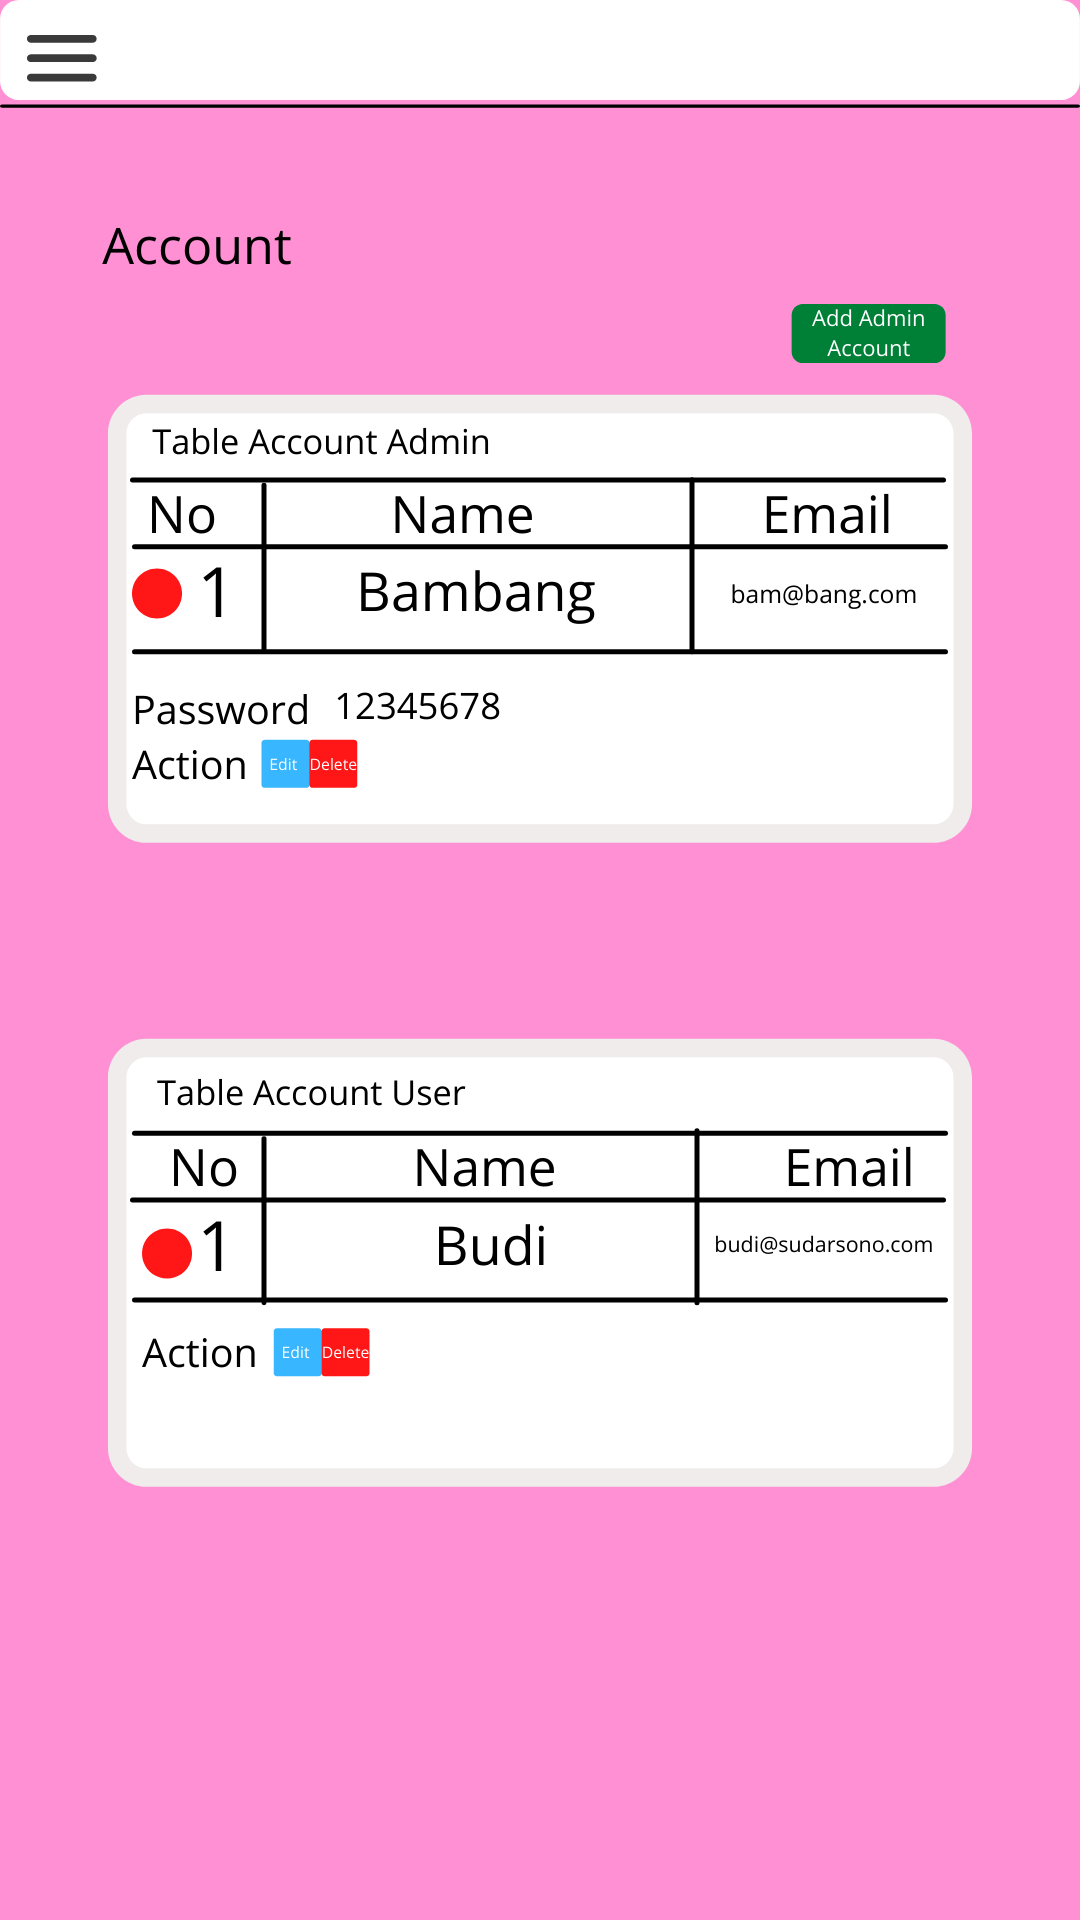 Account
Add Admin
Account
Table Account Admin
No Name Email
1 Bambang bam@bang.com
Password 12345678
Action Edit Delete
Table Account User
No Name Email
1 Budi budi@sudarsono.com
Action Edit Delete